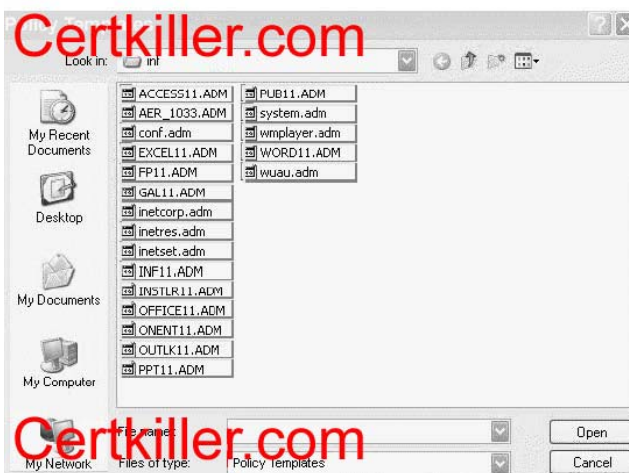 Policy Templates
Certkiller.com
Look in: inf
My Recent Documents
Desktop
My Documents
My Computer
My Network
ACCESS11.ADM
AER_1033.ADM
conf.adm
EXCEL11.ADM
FP11.ADM
GAL11.ADM
inetcorp.adm
inetres.adm
inetset.adm
INF11.ADM
INSTLR11.ADM
OFFICE11.ADM
ONENT11.ADM
OUTLK11.ADM
PPT11.ADM
PUB11.ADM
system.adm
wmplayer.adm
WORD11.ADM
wuau.adm
File name:
Open
Certkiller.com
Files of type: Policy Templates
Cancel